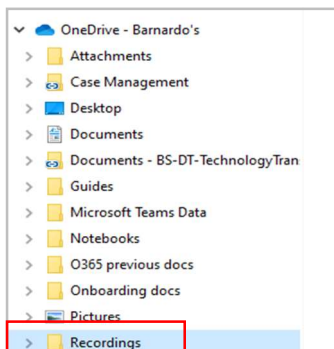 OneDrive - Barnardo's
Attachments
Case Management
Desktop
Documents
Documents - BS-DT-TechnologyTran
Guides
Microsoft Teams Data
Notebooks
O365 previous docs
Onboarding docs
Pictures
Recordings